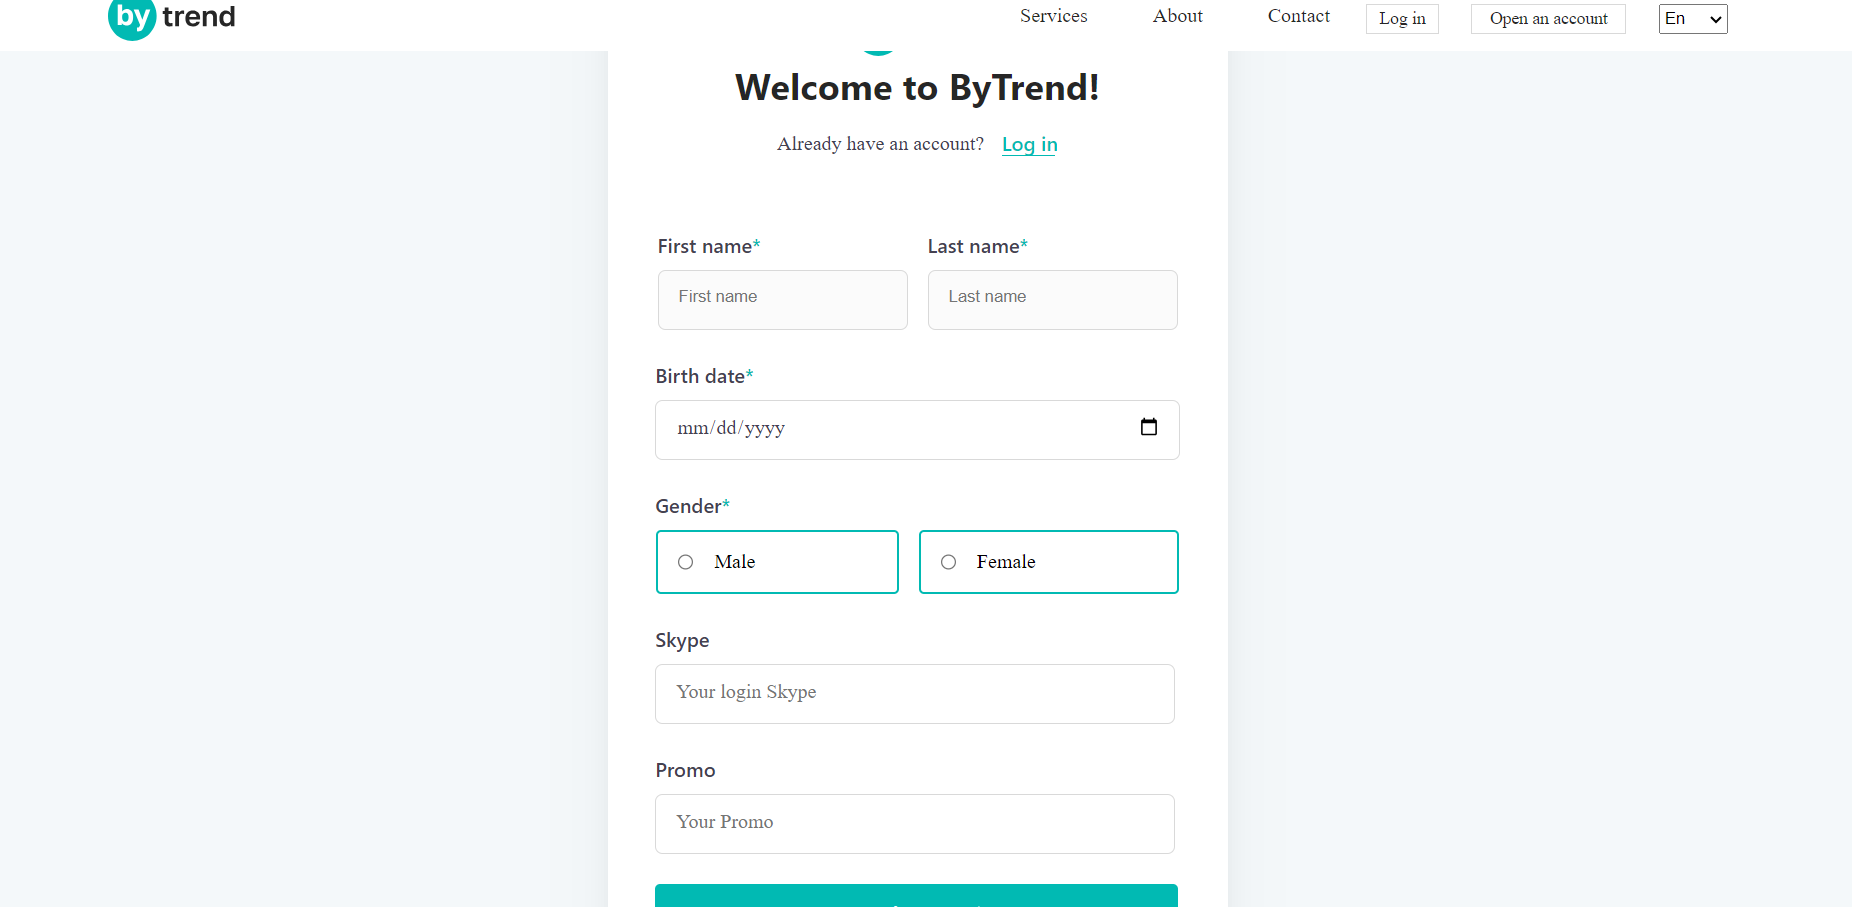 by trend
Services About Contact Log in Open an account En
Welcome to ByTrend!
Already have an account? Log in
First name* Last name*
First name Last name
Birth date*
mm/dd/yyyy
Gender*
Male Female
Skype
Your login Skype
Promo
Your Promo